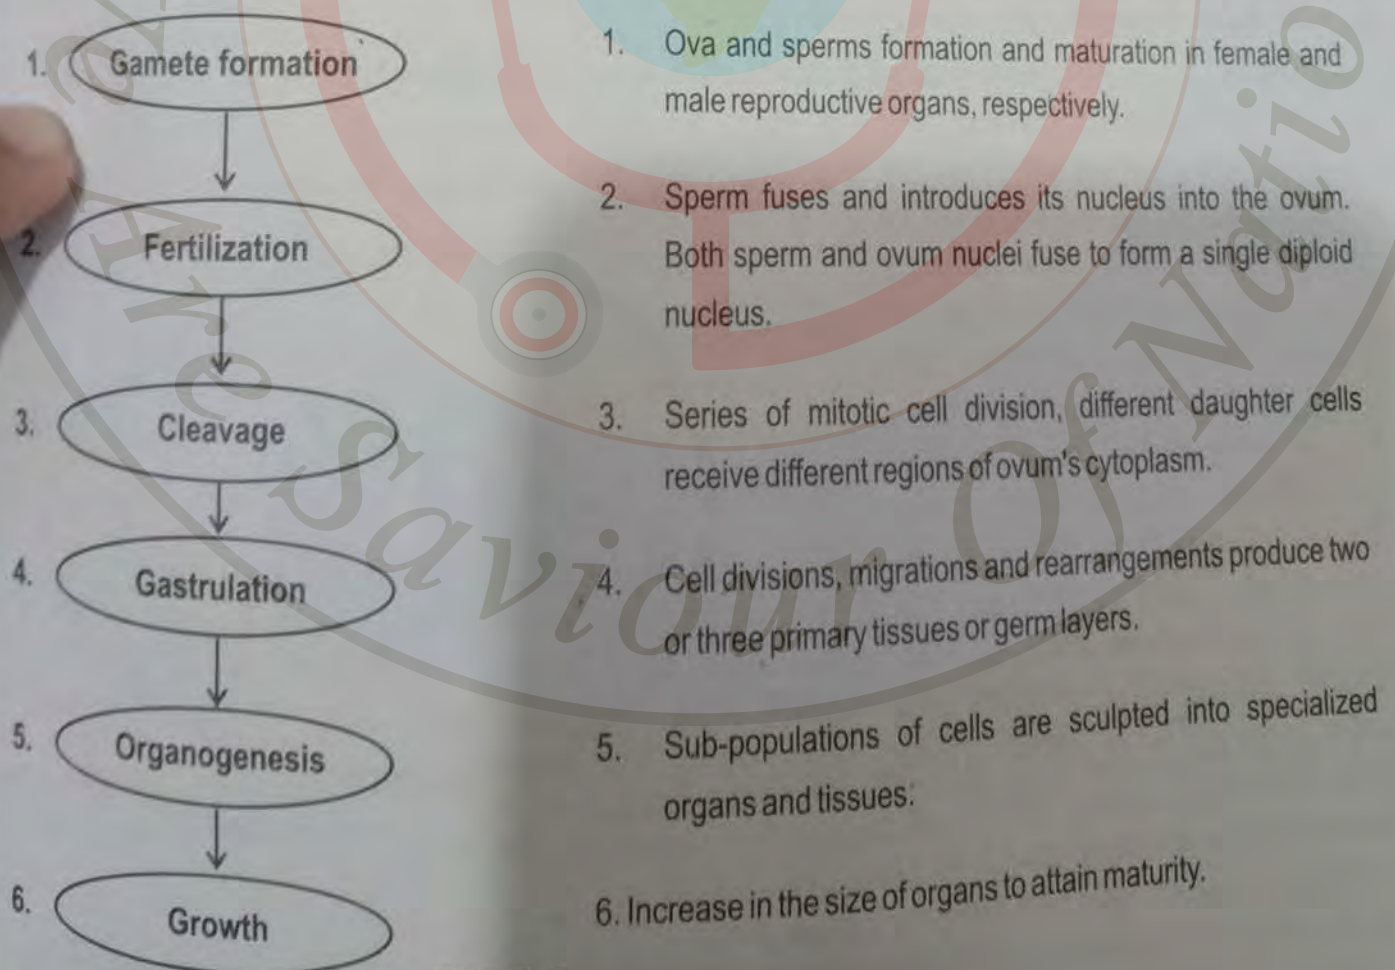 1. Gamete formation
2. Fertilization
3. Cleavage
4. Gastrulation
5. Organogenesis
6. Growth
1. Ova and sperms formation and maturation in female and
male reproductive organs, respectively.
2. Sperm fuses and introduces its nucleus into the ovum.
Both sperm and ovum nuclei fuse to form a single diploid
nucleus.
3. Series of mitotic cell division, different daughter cells
receive different regions of ovum's cytoplasm.
4. Cell divisions, migrations and rearrangements produce two
or three primary tissues or germ layers.
5. Sub-populations of cells are sculpted into specialized
organs and tissues.
6. Increase in the size of organs to attain maturity.
Are Saviour Of Natio